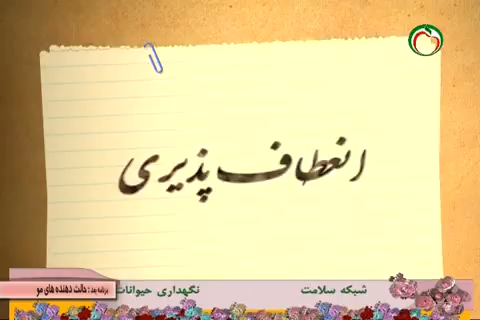 انعطاف پذیری
شبکه سلامت
نگهداری حیوانات
برنامه بعد : حالت دهنده های مو